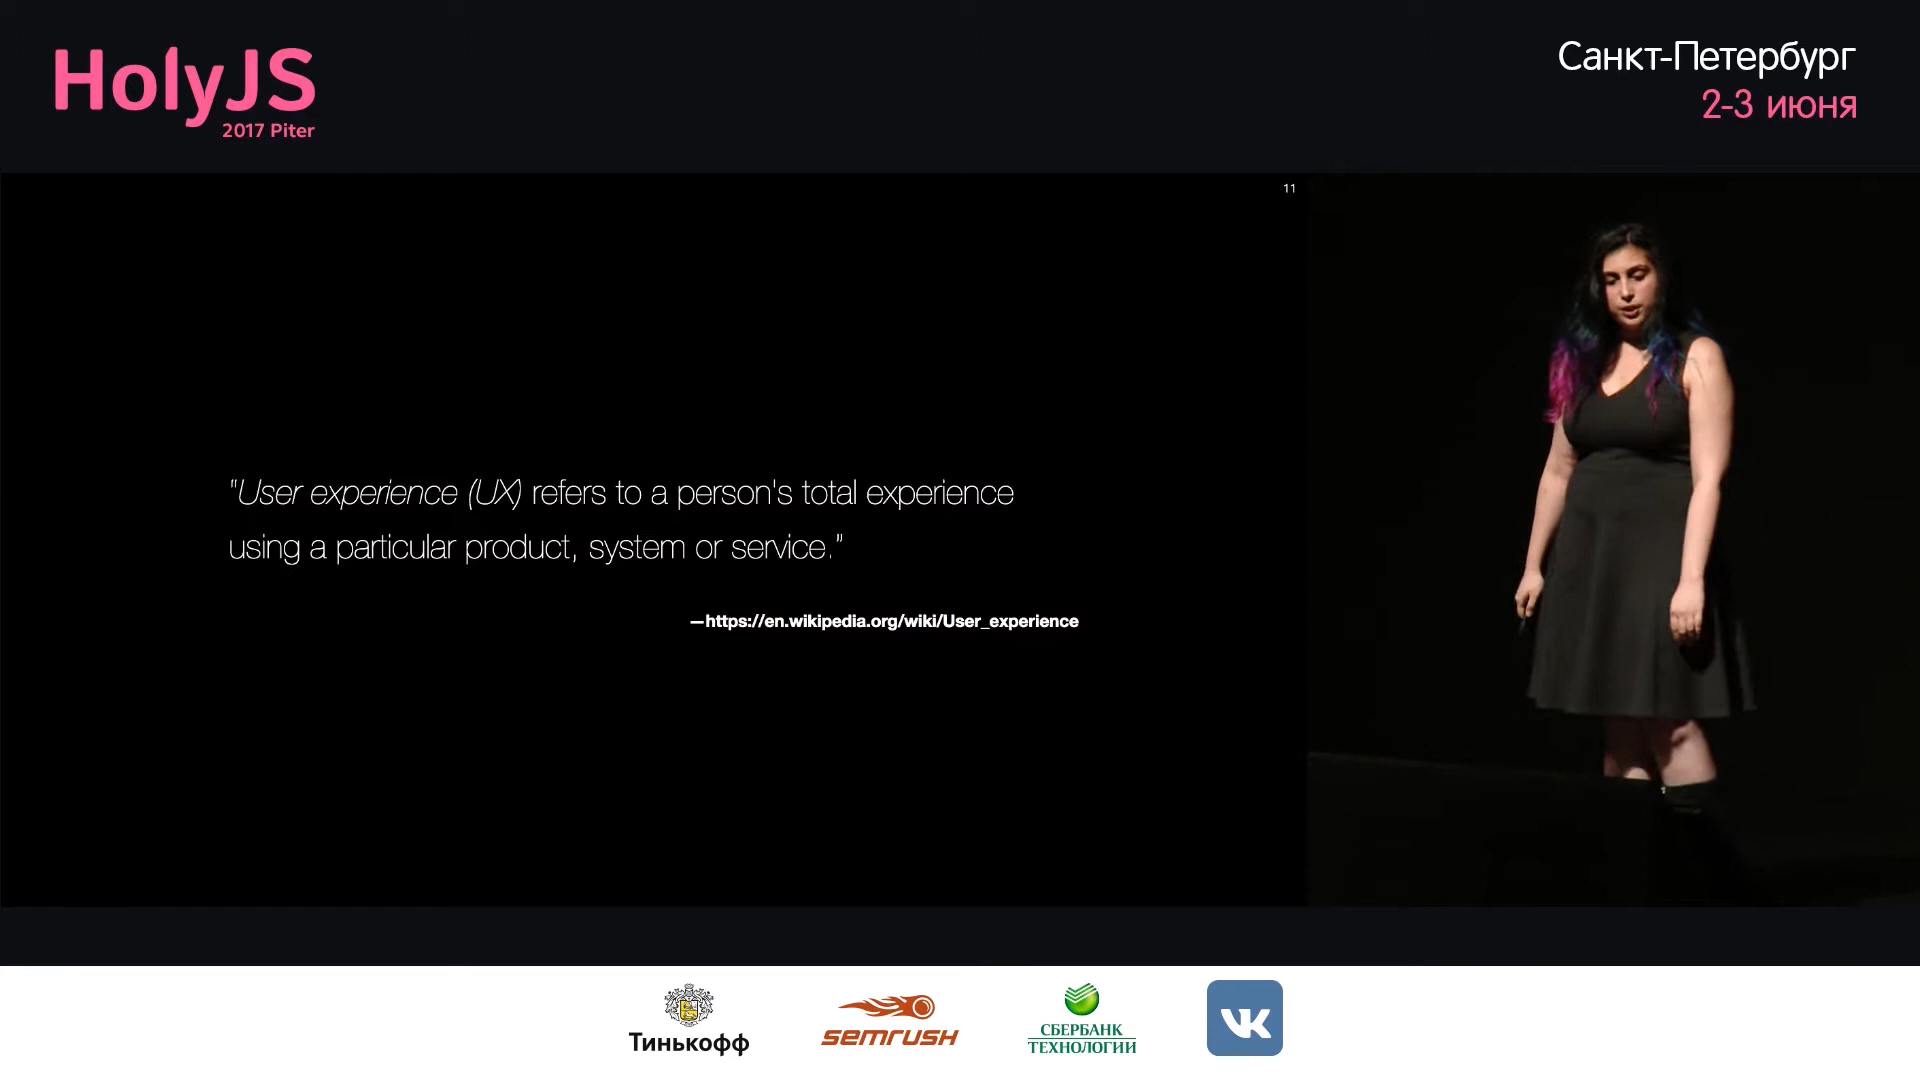 HolyJS
2017 Piter
Санкт-Петербург
2-3 июня
11
"User experience (UX) refers to a person's total experience
using a particular product, system or service."
—https://en.wikipedia.org/wiki/User_experience
Тинькофф
semrush
СБЕРБАНК
ТЕХНОЛОГИИ
VK